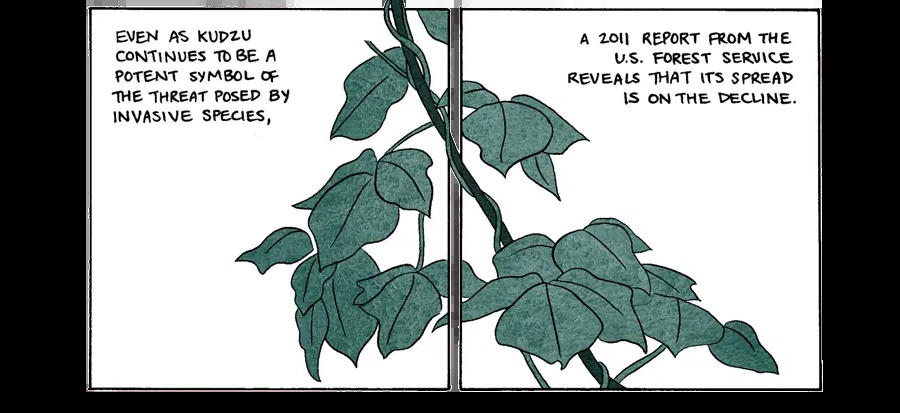 EVEN AS KUDZU
CONTINUES TO BE A
POTENT SYMBOL OF
THE THREAT POSED BY
INVASIVE SPECIES,
A 2011 REPORT FROM THE
U.S. FOREST SERVICE
REVEALS THAT ITS SPREAD
IS ON THE DECLINE.